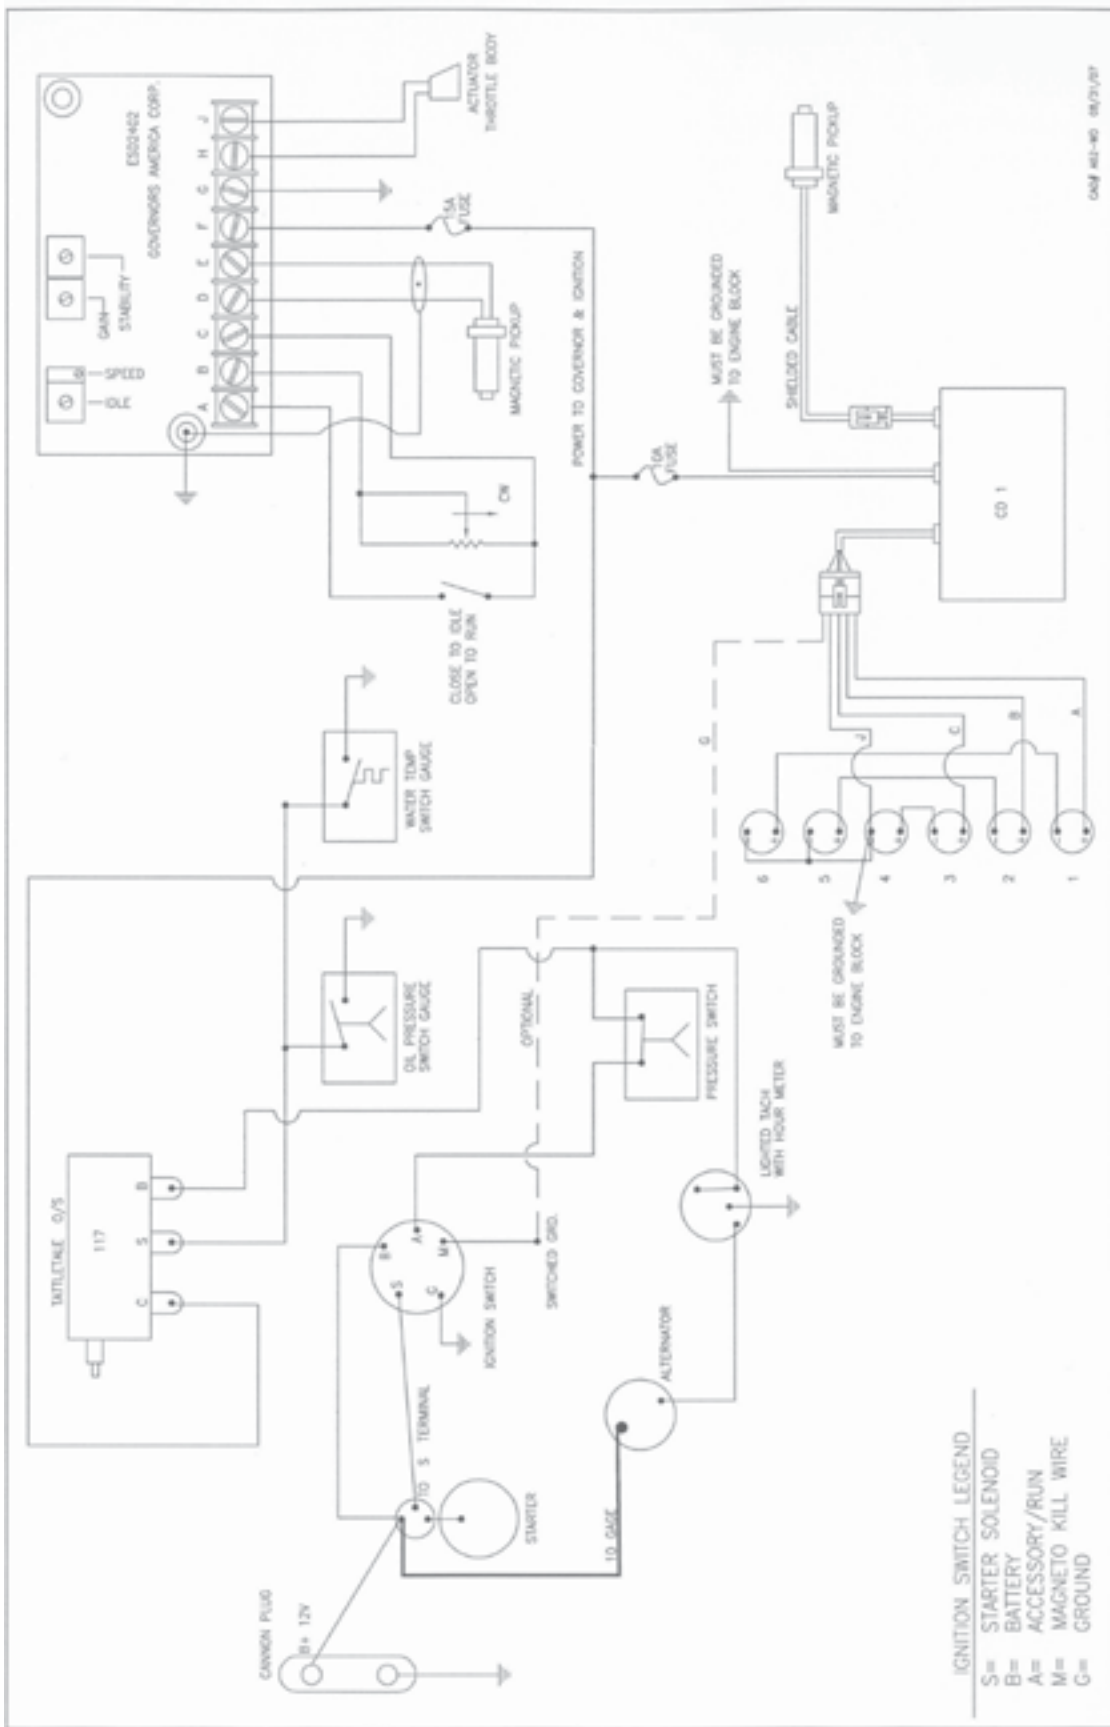 ESD2402
GOVERNORS AMERICA CORP.
GAIN
STABILITY
SPEED
IDLE
A B C D E F G H J
ACTUATOR
THROTTLE BODY
15A
FUSE
MAGNETIC PICKUP
CW
CLOSE TO IDLE
OPEN TO RUN
POWER TO GOVERNOR & IGNITION
10A
FUSE
MUST BE GROUNDED
TO ENGINE BLOCK
SHIELDED CABLE
MAGNETIC PICKUP
CD 1
TATTLETALE O/S
117
C S B
WATER TEMP
SWITCH GAUGE
OIL PRESSURE
SWITCH GAUGE
OPTIONAL
G
J
C
B
A
1 2 3 4 5 6
MUST BE GROUNDED
TO ENGINE BLOCK
PRESSURE SWITCH
LIGHTED TACH
WITH HOUR METER
B
A
S
M
G
IGNITION SWITCH
SWITCHED GRD.
ALTERNATOR
TO S TERMINAL
STARTER
10 GAGE
CANNON PLUG
B+ 12V
IGNITION SWITCH LEGEND
S= STARTER SOLENOID
B= BATTERY
A= ACCESSORY/RUN
M= MAGNETO KILL WIRE
G= GROUND